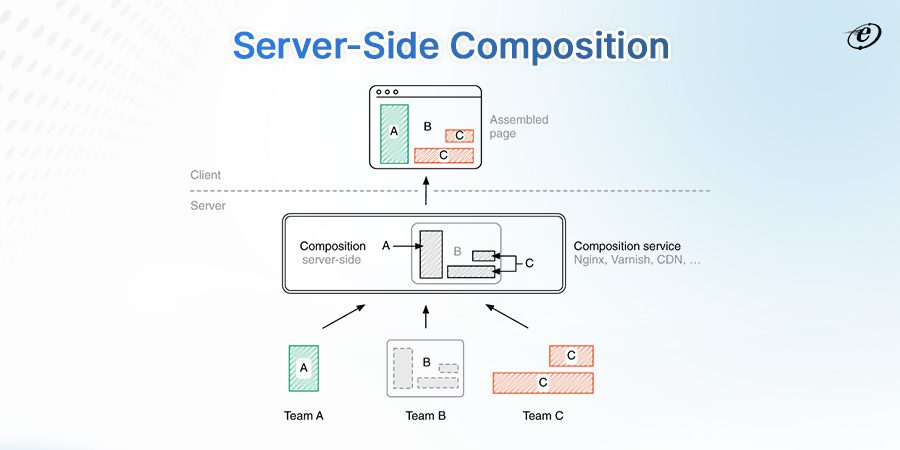 Server-Side Composition
e
A
B
C
C
Assembled
page
Client
Server
Composition
server-side
A
B
C
Composition service
Nginx, Varnish, CDN, ...
A
B
C
C
Team A
Team B
Team C